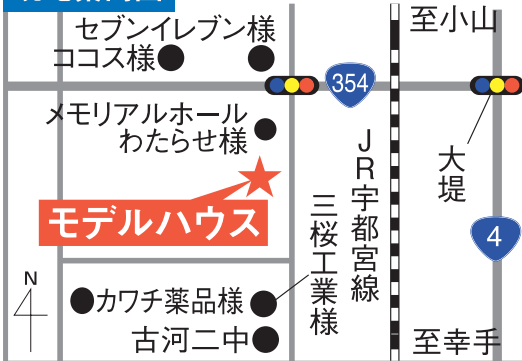 セブンイレブン様
ココス様
至小山
354
メモリアルホール
わたらせ様
JR宇都宮線
大堤
モデルハウス
三桜工業様
4
N
カワチ薬品様
古河二中
至幸手